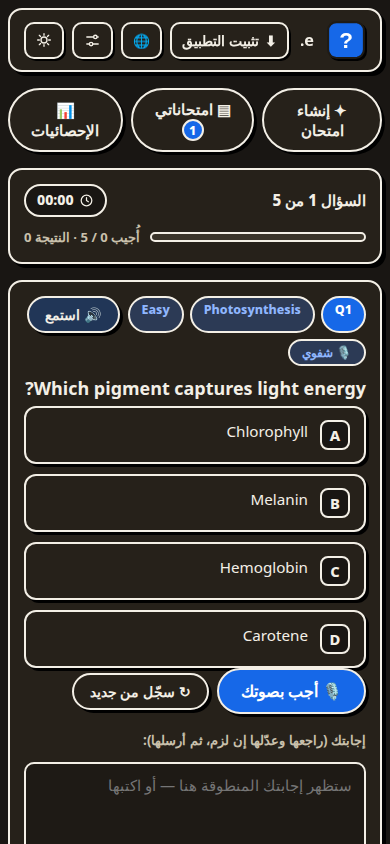 ? e. ⬇ تثبيت التطبيق
✦ إنشاء امتحان
▤ امتحاناتي 1
📊 الإحصائيات
السؤال 1 من 5
00:00
أُجيب 0 / 5 · النتيجة 0
Q1 Photosynthesis Easy 🔊 استمع
🎙️ شفوي
Which pigment captures light energy?
A Chlorophyll
B Melanin
C Hemoglobin
D Carotene
🎙️ أجب بصوتك ↻ سجّل من جديد
إجابتك (راجعها وعدّلها إن لزم، ثم أرسلها):
ستظهر إجابتك المنطوقة هنا — أو اكتبها